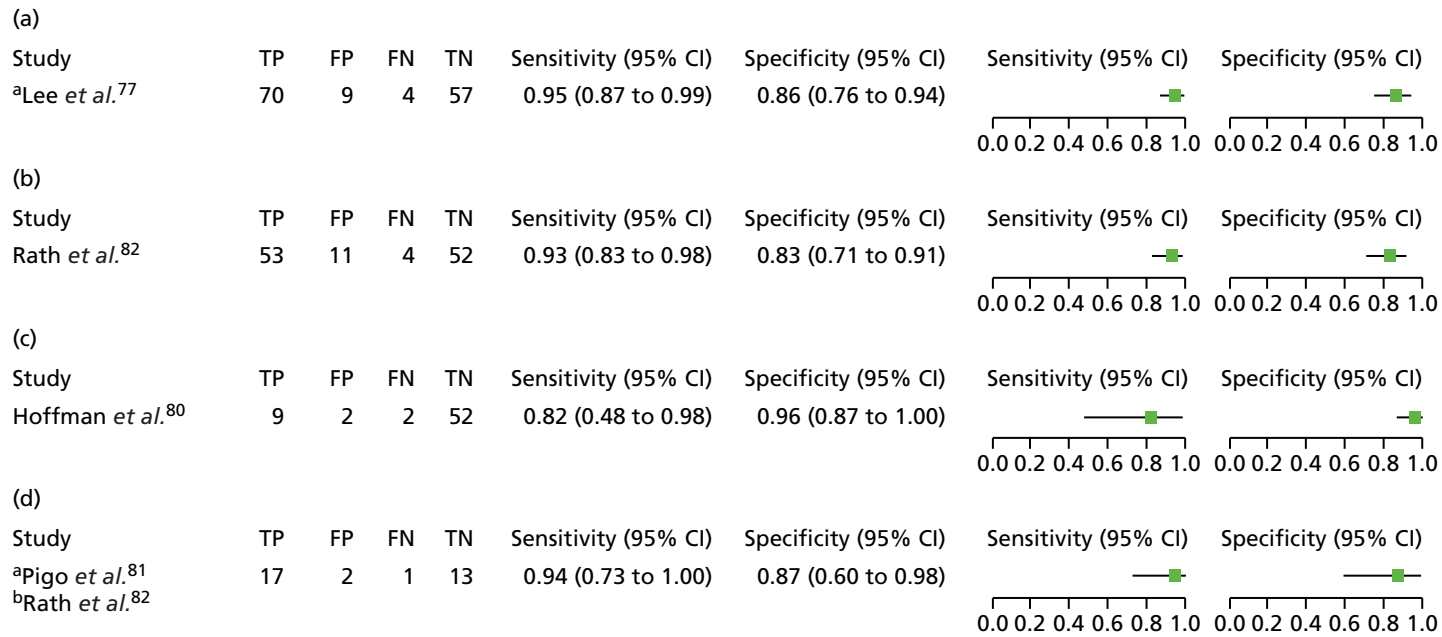 (a)
Study TP FP FN TN Sensitivity (95% CI) Specificity (95% CI) Sensitivity (95% CI) Specificity (95% CI)
aLee et al.77 70 9 4 57 0.95 (0.87 to 0.99) 0.86 (0.76 to 0.94)
0.0 0.2 0.4 0.6 0.8 1.0 0.0 0.2 0.4 0.6 0.8 1.0
(b)
Study TP FP FN TN Sensitivity (95% CI) Specificity (95% CI) Sensitivity (95% CI) Specificity (95% CI)
Rath et al.82 53 11 4 52 0.93 (0.83 to 0.98) 0.83 (0.71 to 0.91)
0.0 0.2 0.4 0.6 0.8 1.0 0.0 0.2 0.4 0.6 0.8 1.0
(c)
Study TP FP FN TN Sensitivity (95% CI) Specificity (95% CI) Sensitivity (95% CI) Specificity (95% CI)
Hoffman et al.80 9 2 2 52 0.82 (0.48 to 0.98) 0.96 (0.87 to 1.00)
0.0 0.2 0.4 0.6 0.8 1.0 0.0 0.2 0.4 0.6 0.8 1.0
(d)
Study TP FP FN TN Sensitivity (95% CI) Specificity (95% CI) Sensitivity (95% CI) Specificity (95% CI)
aPigo et al.81 17 2 1 13 0.94 (0.73 to 1.00) 0.87 (0.60 to 0.98)
bRath et al.82
0.0 0.2 0.4 0.6 0.8 1.0 0.0 0.2 0.4 0.6 0.8 1.0